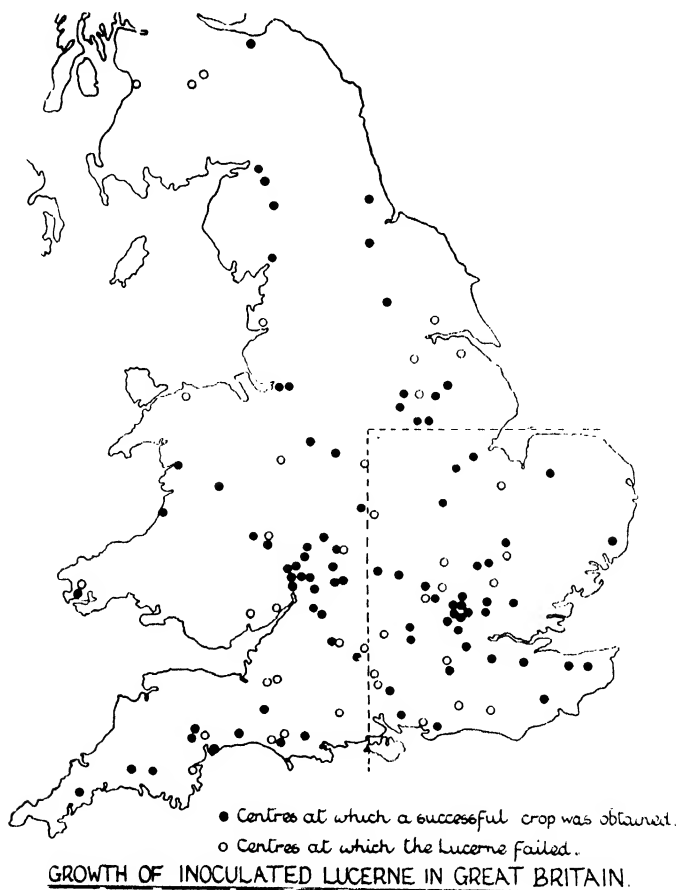 Centres at which a successful crop was obtained.
Centres at which the Lucerne failed.
GROWTH OF INOCULATED LUCERNE IN GREAT BRITAIN.